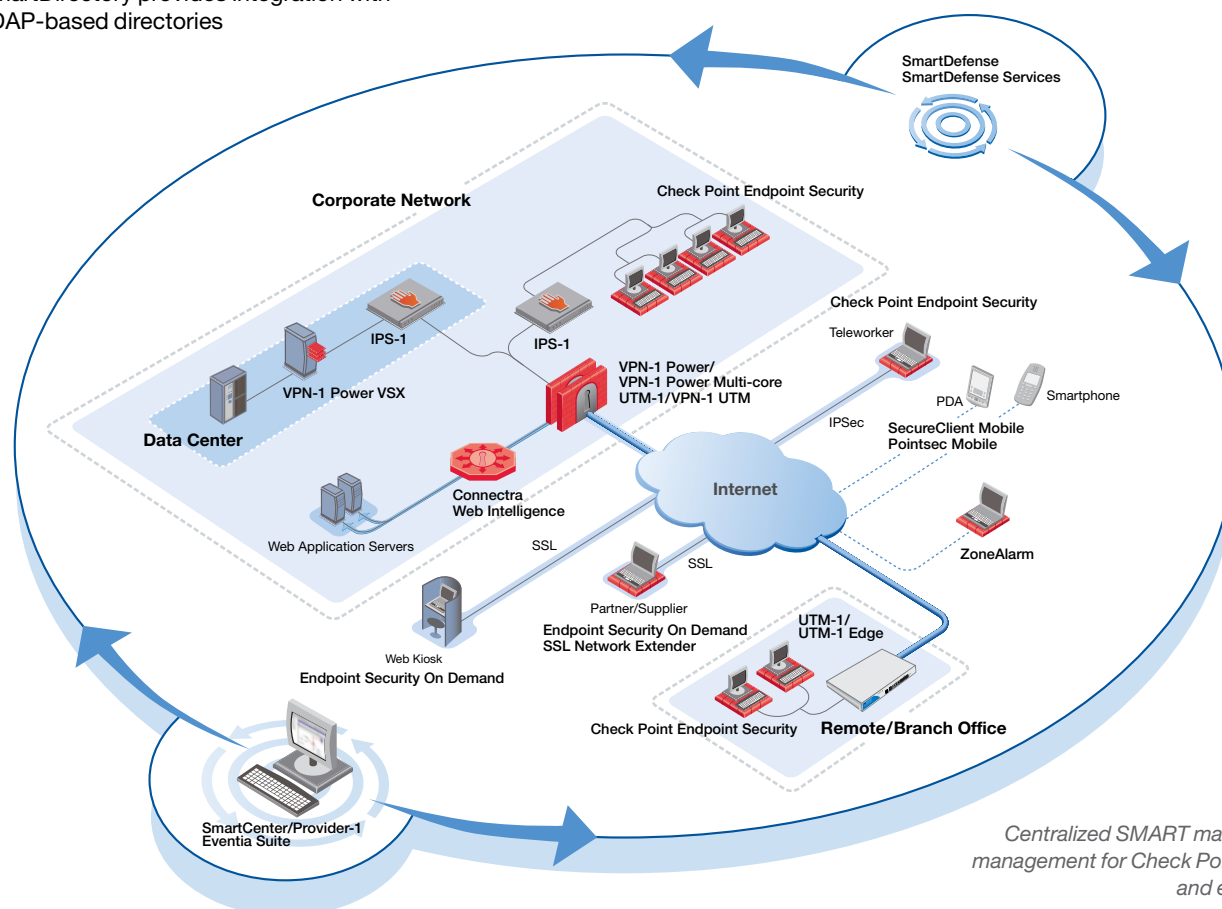 SmartDirectory provides integration with
LDAP-based directories
SmartDefense
SmartDefense Services
Corporate Network
Check Point Endpoint Security
IPS-1
IPS-1
VPN-1 Power VSX
Data Center
VPN-1 Power/
VPN-1 Power Multi-core
UTM-1/VPN-1 UTM
Check Point Endpoint Security
Teleworker
IPSec
PDA
Smartphone
SecureClient Mobile
Pointsec Mobile
Internet
Connectra
Web Intelligence
Web Application Servers
SSL
SSL
ZoneAlarm
Partner/Supplier
Endpoint Security On Demand
SSL Network Extender
Web Kiosk
Endpoint Security On Demand
UTM-1/
UTM-1 Edge
Check Point Endpoint Security
Remote/Branch Office
SmartCenter/Provider-1
Eventia Suite
Centralized SMART ma
management for Check Po
and e